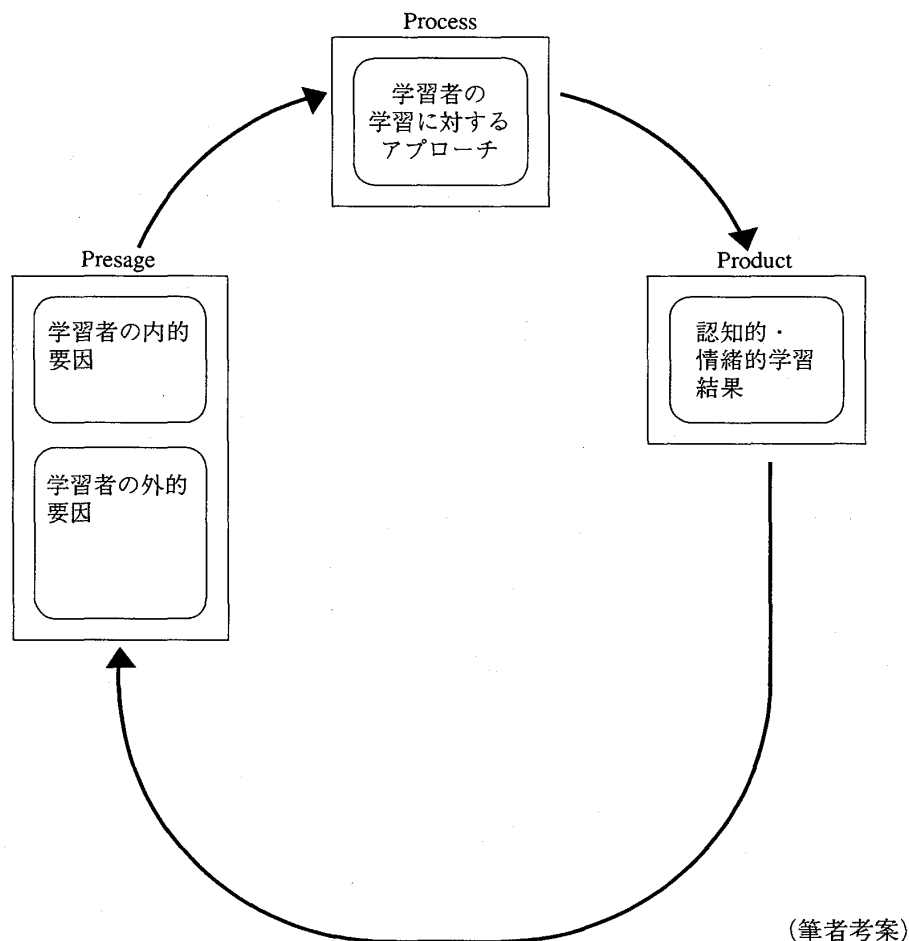 Process
学習者の
学習に対する
アプローチ
Presage
学習者の内的
要因
学習者の外的
要因
Product
認知的・
情緒的学習
結果
（筆者考案）